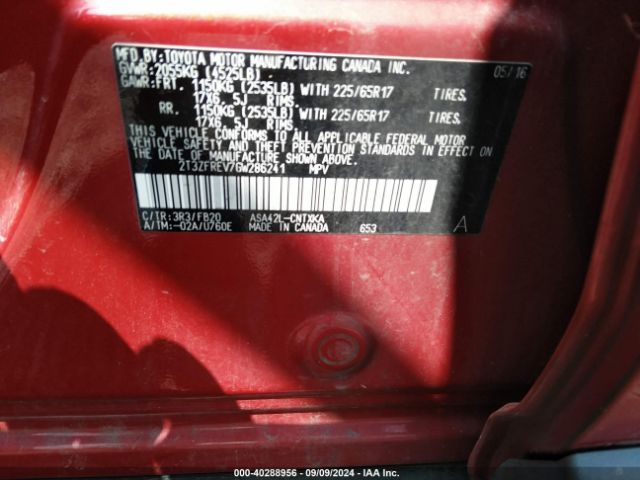 MFD.BY:TOYOTA MOTOR MANUFACTURING CANADA INC. 05/16
GVWR:2055KG (4525LB)
GAWR:FRT. 1150KG (2535LB) WITH 225/65R17 TIRES,
17X6.5J RIMS,
RR. 1150KG (2535LB) WITH 225/65R17 TIRES,
17X6.5J RIMS,
THIS VEHICLE CONFORMS TO ALL APPLICABLE FEDERAL MOTOR
VEHICLE SAFETY AND THEFT PREVENTION STANDARDS IN EFFECT ON
THE DATE OF MANUFACTURE SHOWN ABOVE.
2T3ZFREV7GW286241 MPV
C/TR:3R3/FB20 ASA42L-CNTXKA A
A/TM:-02A/U760E MADE IN CANADA 653
000-40288956 - 09/09/2024 - IAA Inc.